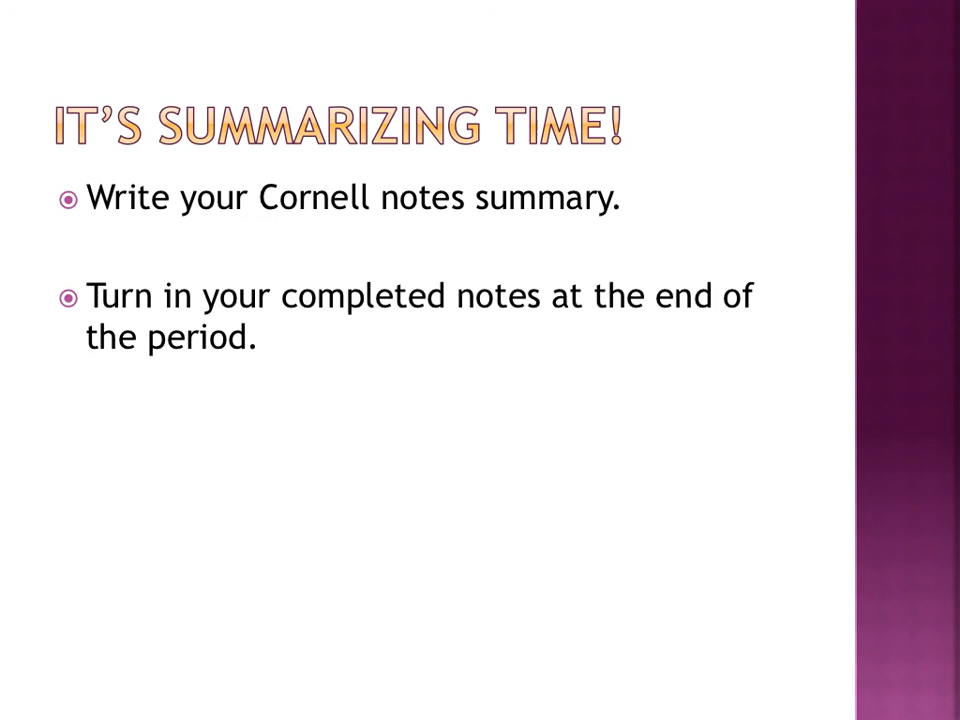 IT’S SUMMARIZING TIME!
Write your Cornell notes summary.
Turn in your completed notes at the end of
the period.